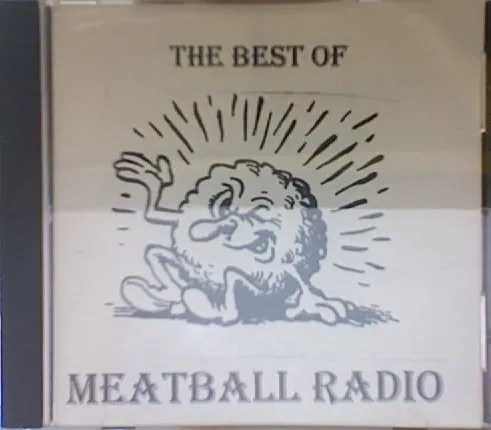 THE BEST OF
MEATBALL RADIO